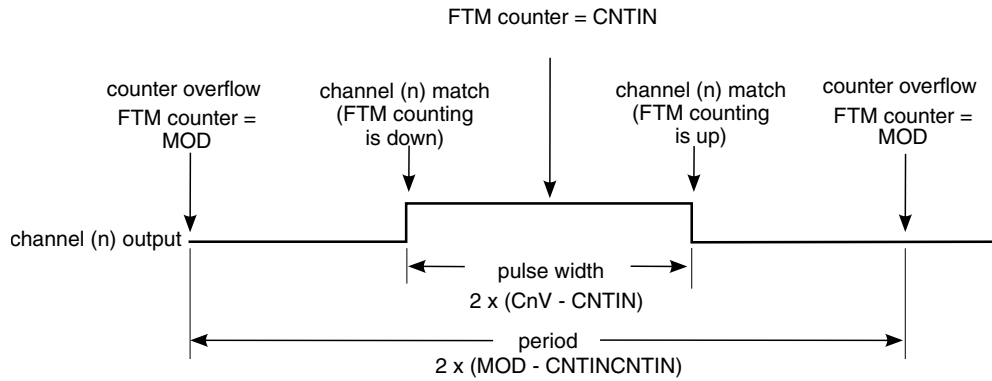 FTM counter = CNTIN
counter overflow
FTM counter =
MOD
channel (n) match
(FTM counting
is down)
channel (n) match
(FTM counting
is up)
counter overflow
FTM counter =
MOD
channel (n) output
pulse width
2 x (CnV - CNTIN)
period
2 x (MOD - CNTINCNTIN)